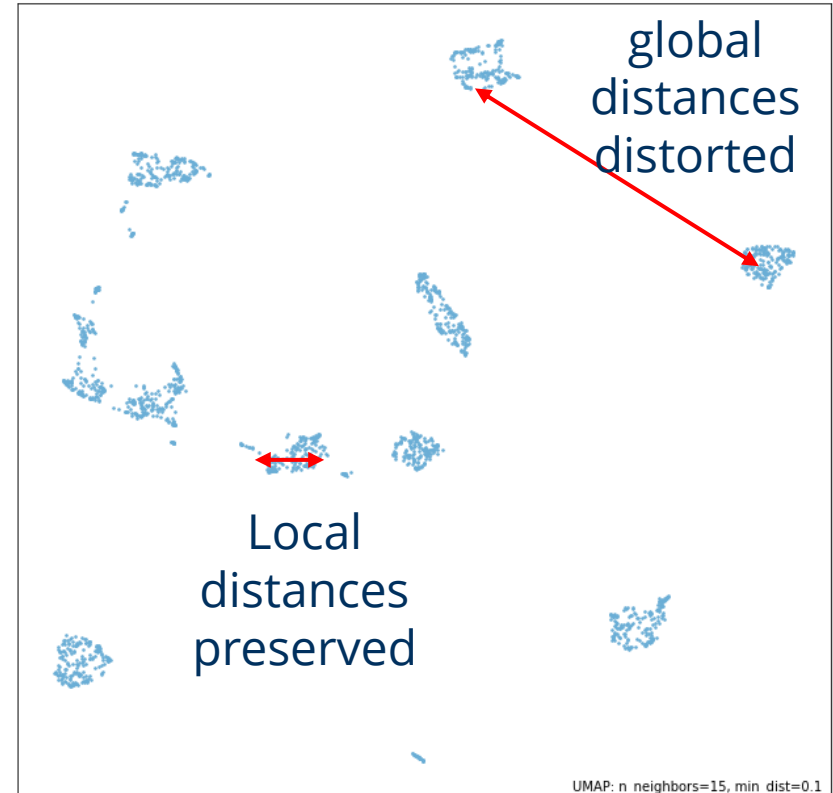 global
distances
distorted
Local
distances
preserved
UMAP: n_neighbors=15, min_dist=0.1